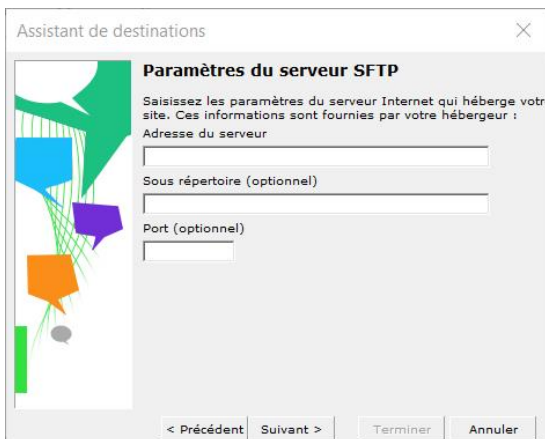 Assistant de destinations
Paramètres du serveur SFTP
Saisissez les paramètres du serveur Internet qui héberge votr
site. Ces informations sont fournies par votre hébergeur :
Adresse du serveur
Sous répertoire (optionnel)
Port (optionnel)
< Précédent Suivant > Terminer Annuler